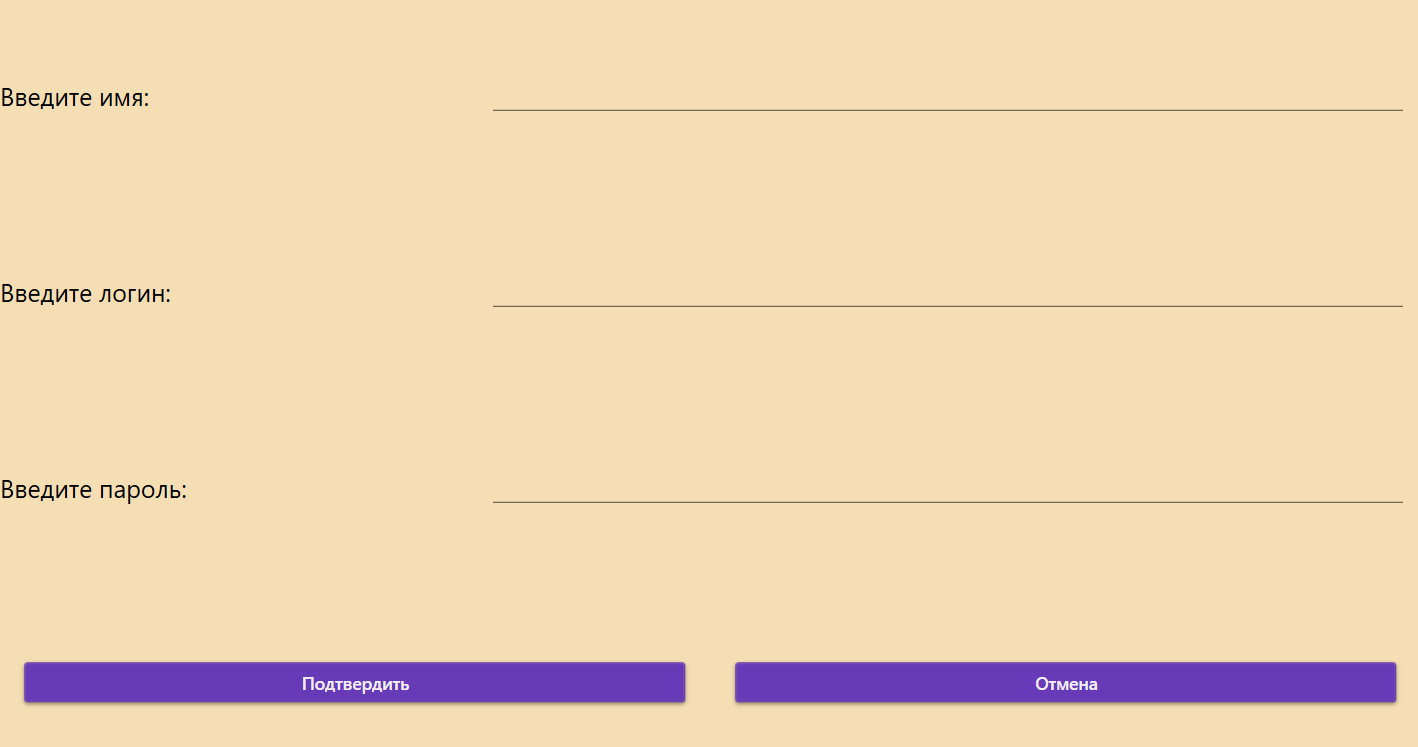 Введите имя:
Введите логин:
Введите пароль:
Подтвердить
Отмена